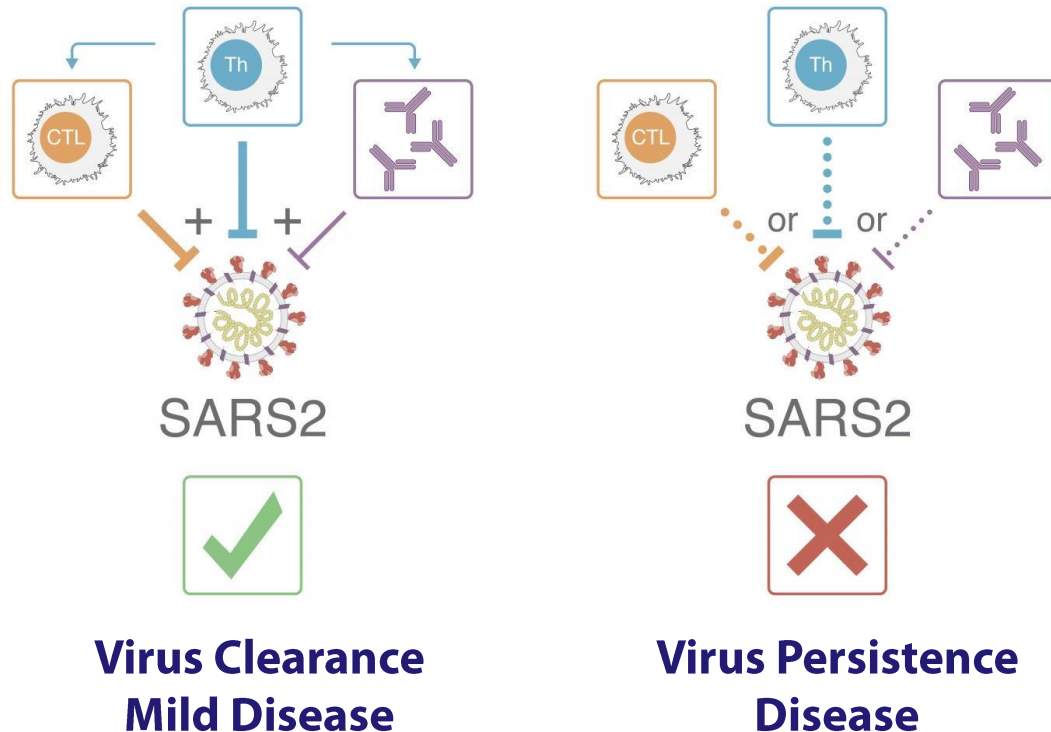 Th
CTL
+
+
SARS2
Virus Clearance
Mild Disease
Th
CTL
or
or
SARS2
Virus Persistence
Disease